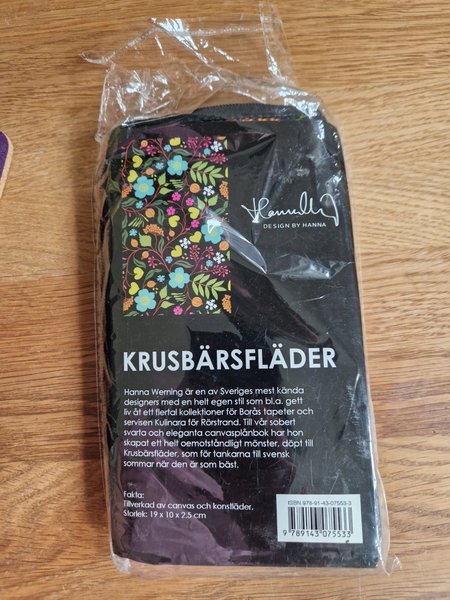 Hanna W
DESIGN BY HANNA
KRUSBÄRSFLÄDER
Hanna Werning är en av Sveriges mest kända
designers med en helt egen stil som bl.a. gett
liv åt ett flertal kollektioner för Borås tapeter och
servisen Kulinara för Rörstrand. Till vår sobert
svarta och eleganta canvasplånbok har hon
skapat ett helt oemotståndligt mönster, döpt till
Krusbärsfläder, som för tankarna till svensk
sommar när den är som bäst.
Fakta:
Tillverkad av canvas och konstläder.
Storlek: 19 x 10 x 2,5 cm
ISBN 978-91-43-07553-3
9 789143 075533